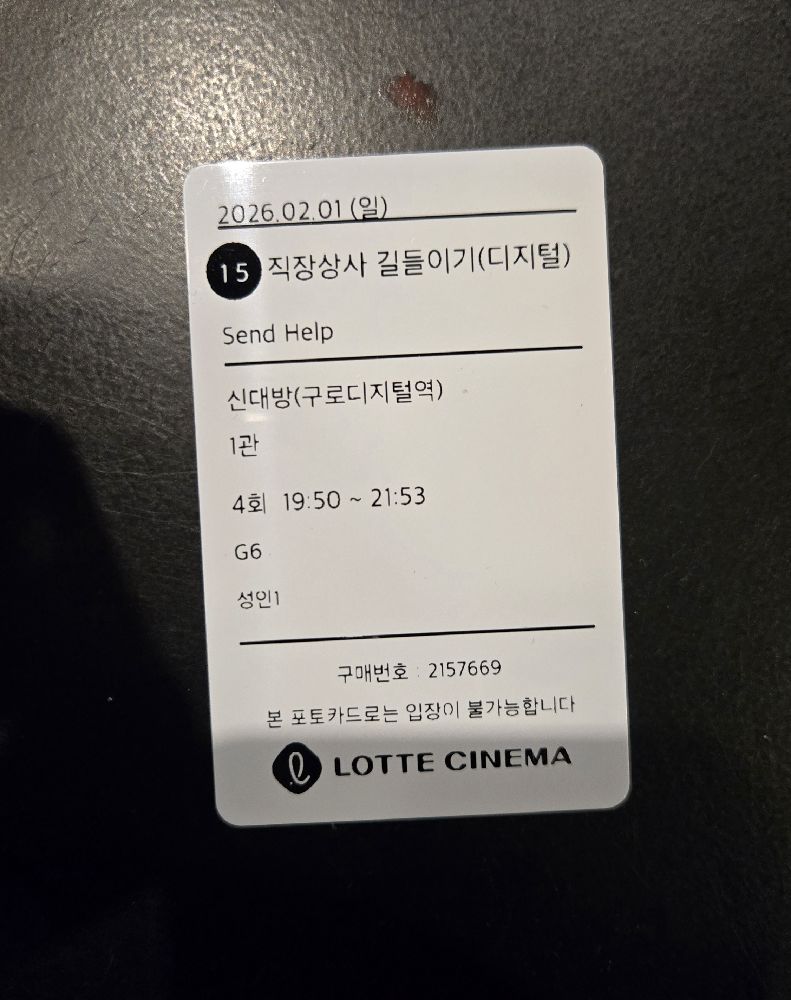 2026.02.01 (일)
15 직장상사 길들이기(디지털)
Send Help
신대방(구로디지털역)
1관
4회 19:50 ~ 21:53
G6
성인1
구매번호 : 2157669
본 포토카드로는 입장이 불가능합니다
LOTTE CINEMA